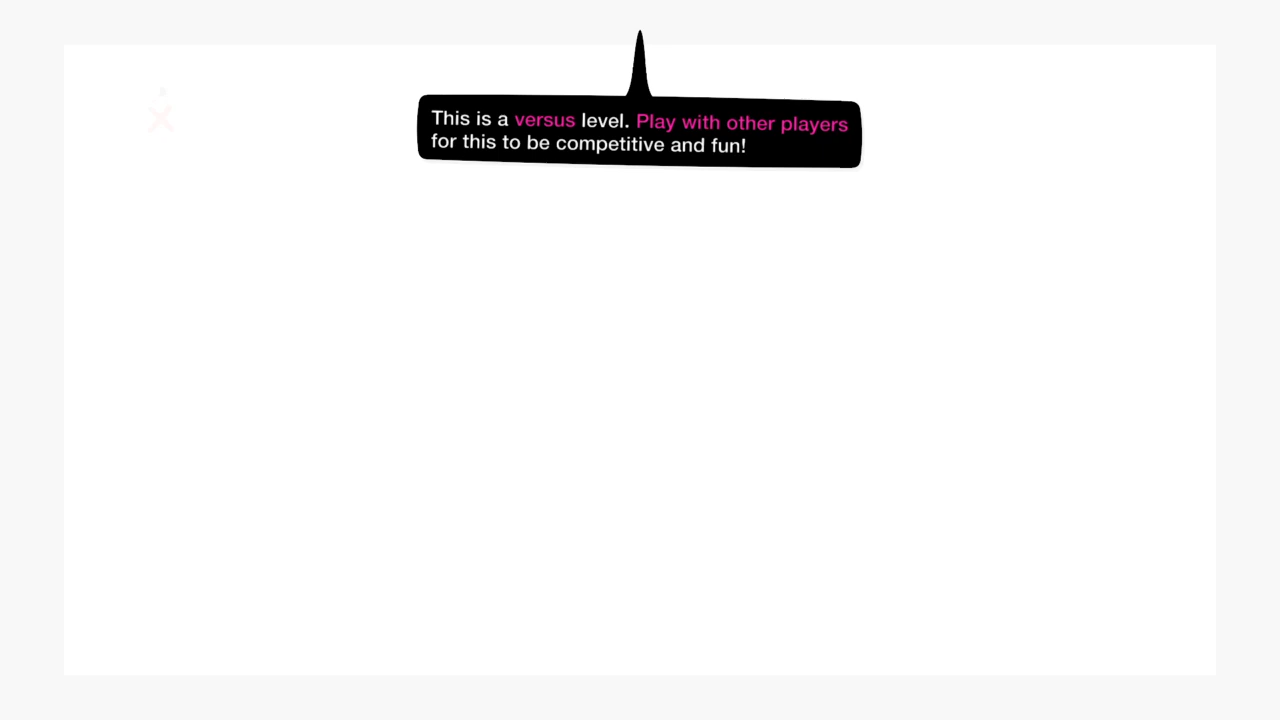 This is a versus level. Play with other players
for this to be competitive and fun!